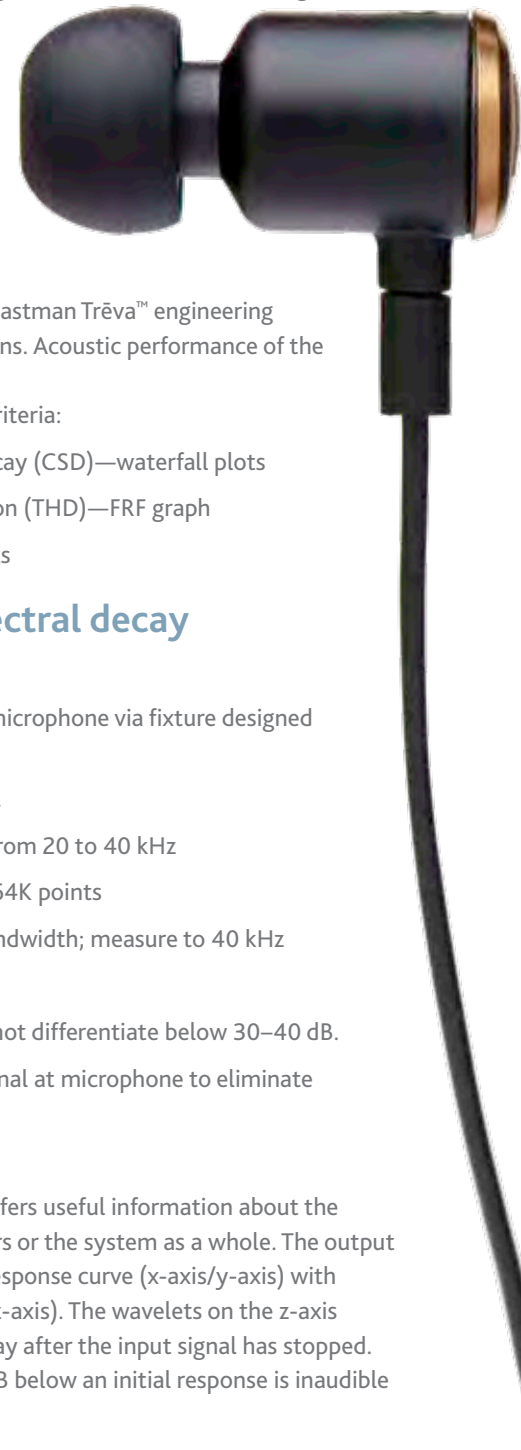 astman Trēva™ engineering
ns. Acoustic performance of the
riteria:
cay (CSD)—waterfall plots
on (THD)—FRF graph
s
ectral decay
microphone via fixture designed
rom 20 to 40 kHz
64K points
ndwidth; measure to 40 kHz
not differentiate below 30–40 dB.
nal at microphone to eliminate
fers useful information about the
rs or the system as a whole. The output
esponse curve (x-axis/y-axis) with
z-axis). The wavelets on the z-axis
ay after the input signal has stopped.
B below an initial response is inaudible